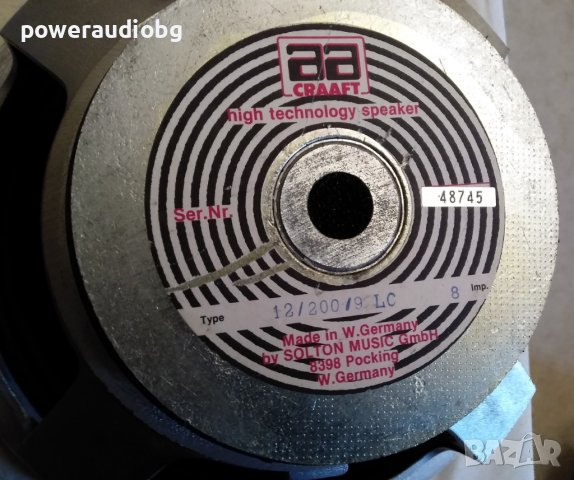 poweraudiobg
aa
CRAAFT
high technology speaker
Ser.Nr. 48745
Type 12/200/9 LC 8 Imp.
Made in W.Germany
by SOLTON MUSIC GmbH
8398 Pocking
W.Germany
BAZAR